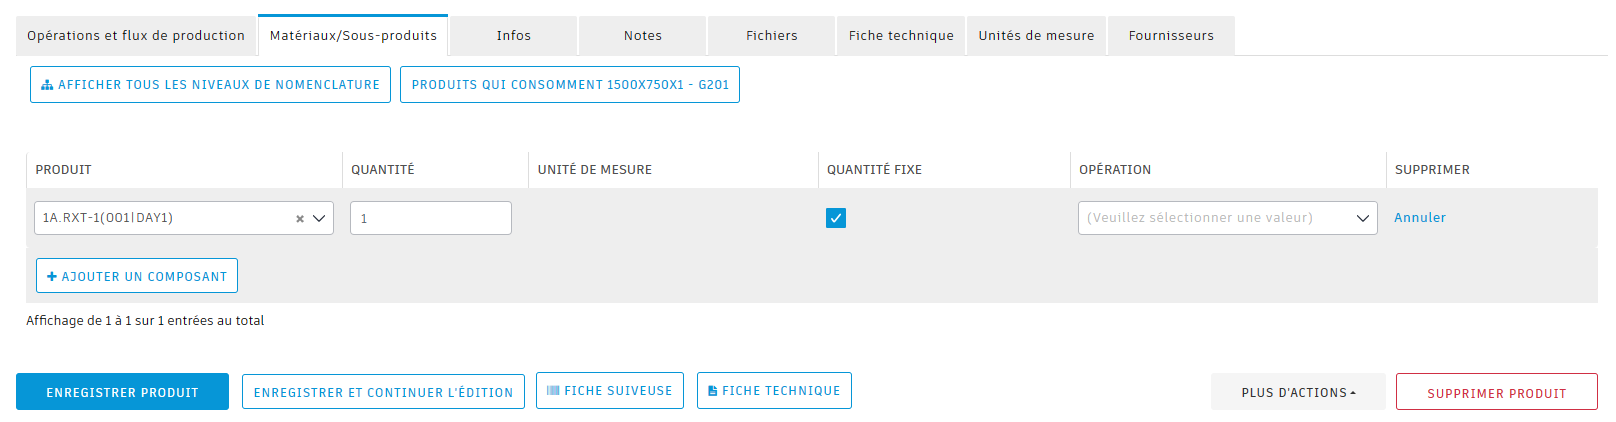 Opérations et flux de production Matériaux/Sous-produits Infos Notes Fichiers Fiche technique Unités de mesure Fournisseurs
AFFICHER TOUS LES NIVEAUX DE NOMENCLATURE PRODUITS QUI CONSOMMENT 1500X750X1 - G201
PRODUIT QUANTITÉ UNITÉ DE MESURE QUANTITÉ FIXE OPÉRATION SUPPRIMER
1A.RXT-1(001|DAY1) 1 (Veuillez sélectionner une valeur) Annuler
AJOUTER UN COMPOSANT
Affichage de 1 à 1 sur 1 entrées au total
ENREGISTRER PRODUIT ENREGISTRER ET CONTINUER L'ÉDITION FICHE SUIVEUSE FICHE TECHNIQUE PLUS D'ACTIONS SUPPRIMER PRODUIT